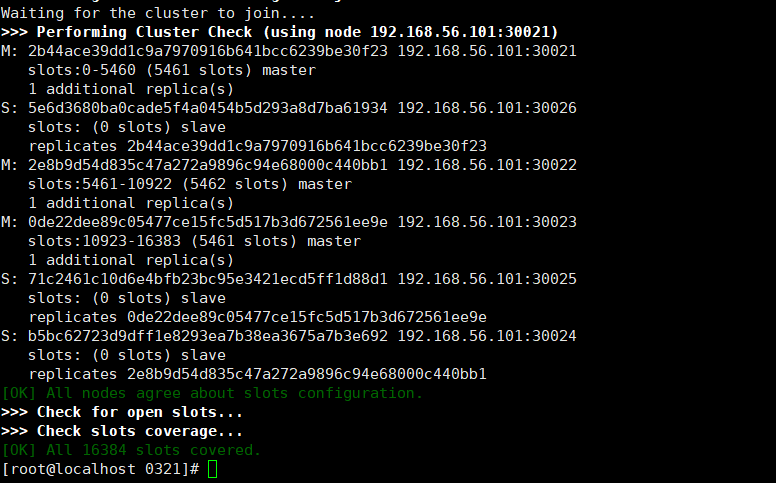 Waiting for the cluster to join....
>>> Performing Cluster Check (using node 192.168.56.101:30021)
M: 2b44ace39dd1c9a7970916b641bcc6239be30f23 192.168.56.101:30021
   slots:0-5460 (5461 slots) master
   1 additional replica(s)
S: 5e6d3680ba0cade5f4a0454b5d293a8d7ba61934 192.168.56.101:30026
   slots: (0 slots) slave
   replicates 2b44ace39dd1c9a7970916b641bcc6239be30f23
M: 2e8b9d54d835c47a272a9896c94e68000c440bb1 192.168.56.101:30022
   slots:5461-10922 (5462 slots) master
   1 additional replica(s)
M: 0de22dee89c05477ce15fc5d517b3d672561ee9e 192.168.56.101:30023
   slots:10923-16383 (5461 slots) master
   1 additional replica(s)
S: 71c2461c10d6e4bfb23bc95e3421ecd5ff1d88d1 192.168.56.101:30025
   slots: (0 slots) slave
   replicates 0de22dee89c05477ce15fc5d517b3d672561ee9e
S: b5bc62723d9dff1e8293ea7b38ea3675a7b3e692 192.168.56.101:30024
   slots: (0 slots) slave
   replicates 2e8b9d54d835c47a272a9896c94e68000c440bb1
[OK] All nodes agree about slots configuration.
>>> Check for open slots...
>>> Check slots coverage...
[OK] All 16384 slots covered.
[root@localhost 0321]#